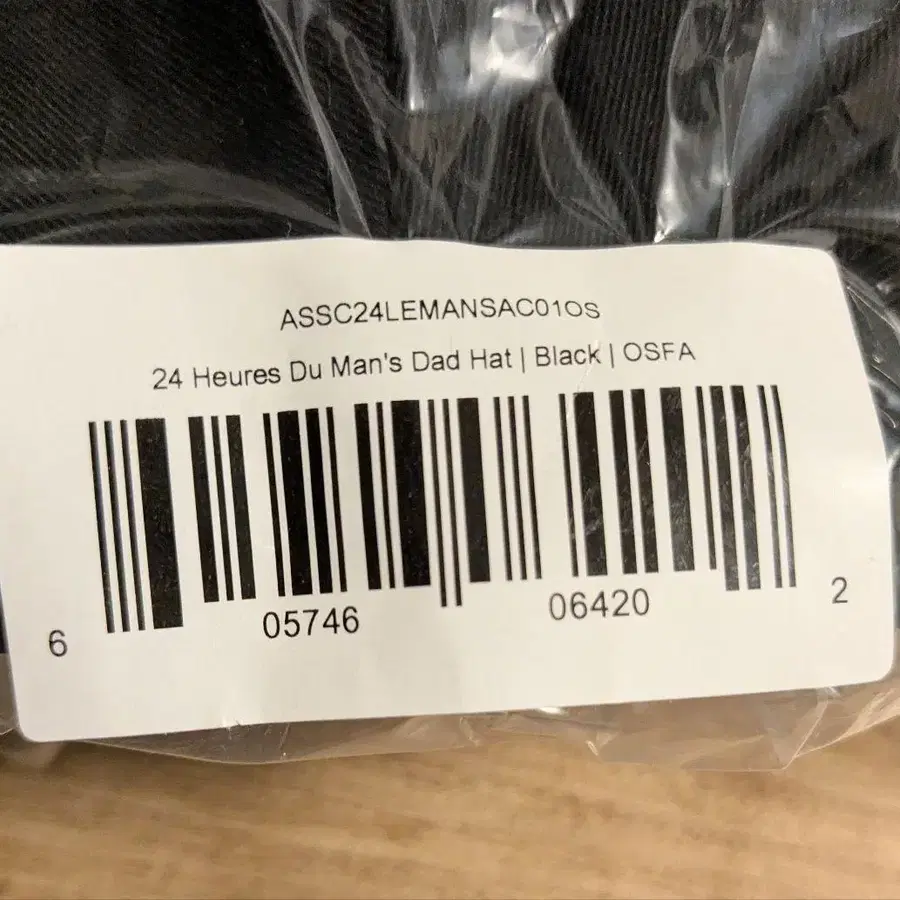 ASSC24LEMANSAC01OS
24 Heures Du Man's Dad Hat | Black | OSFA
6 05746 06420 2